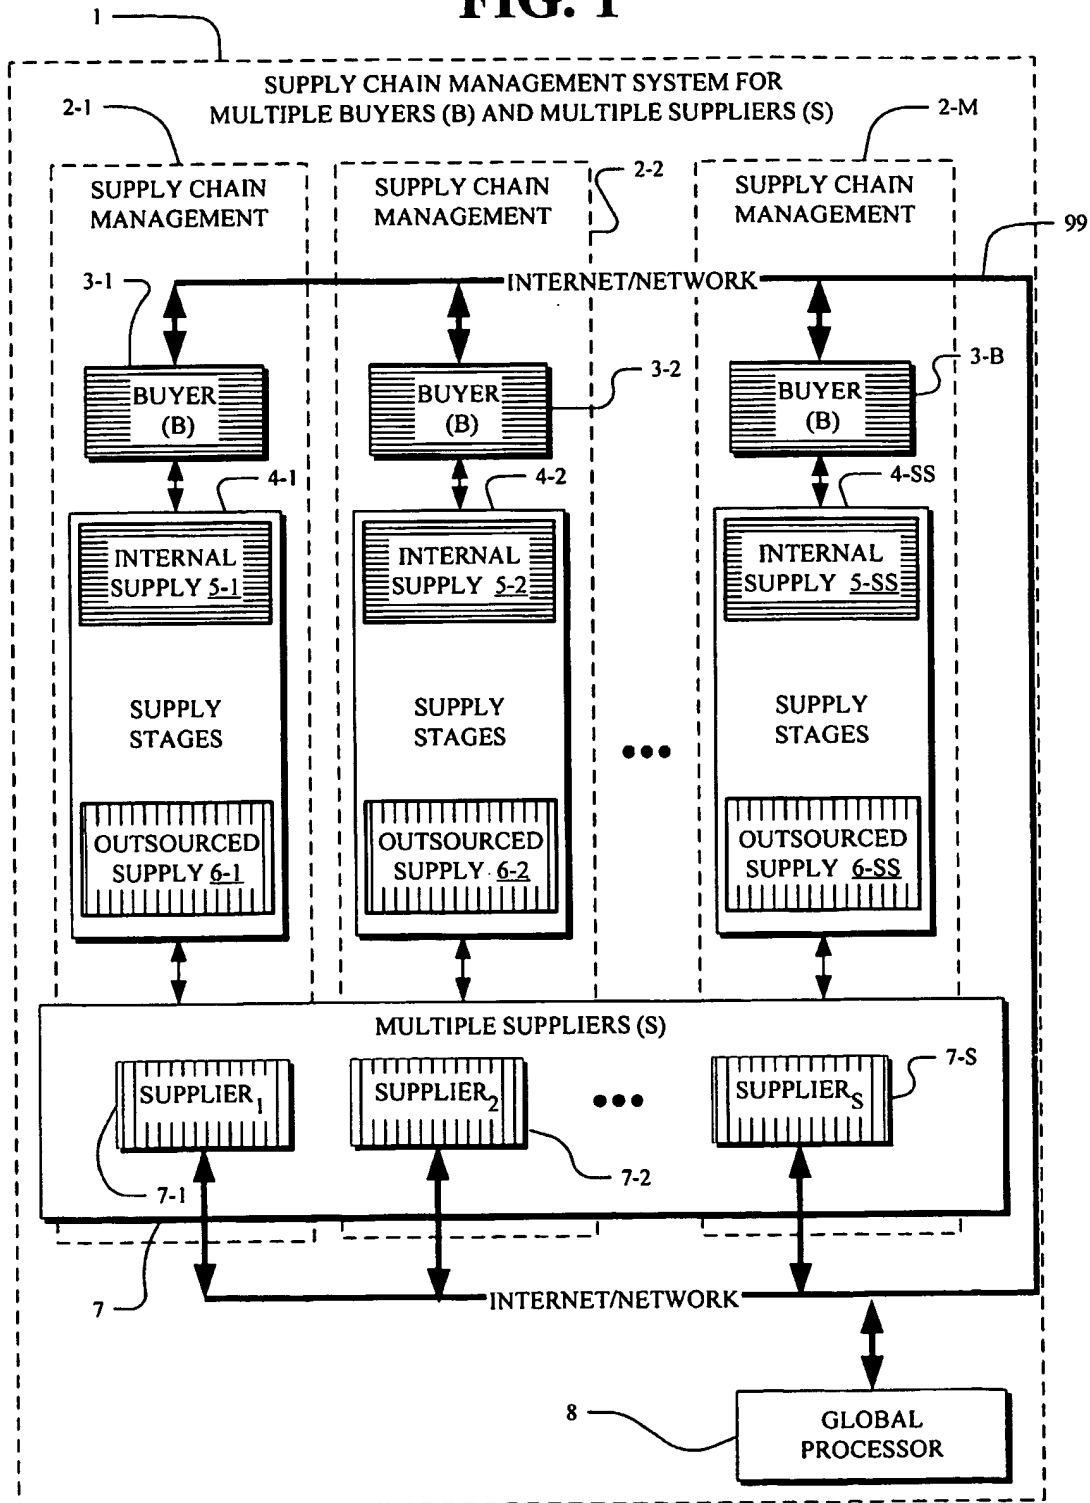 FIG. 1
1
SUPPLY CHAIN MANAGEMENT SYSTEM FOR
MULTIPLE BUYERS (B) AND MULTIPLE SUPPLIERS (S)
2-1
2-M
SUPPLY CHAIN
MANAGEMENT
SUPPLY CHAIN
MANAGEMENT
2-2
SUPPLY CHAIN
MANAGEMENT
99
3-1
INTERNET/NETWORK
BUYER
(B)
BUYER
(B)
3-2
BUYER
(B)
3-B
4-1
4-2
4-SS
INTERNAL
SUPPLY 5-1
INTERNAL
SUPPLY 5-2
INTERNAL
SUPPLY 5-SS
SUPPLY
STAGES
SUPPLY
STAGES
SUPPLY
STAGES
OUTSOURCED
SUPPLY 6-1
OUTSOURCED
SUPPLY 6-2
OUTSOURCED
SUPPLY 6-SS
MULTIPLE SUPPLIERS (S)
SUPPLIER1
SUPPLIER2
SUPPLIERS
7-S
7-1
7-2
7
INTERNET/NETWORK
8
GLOBAL
PROCESSOR